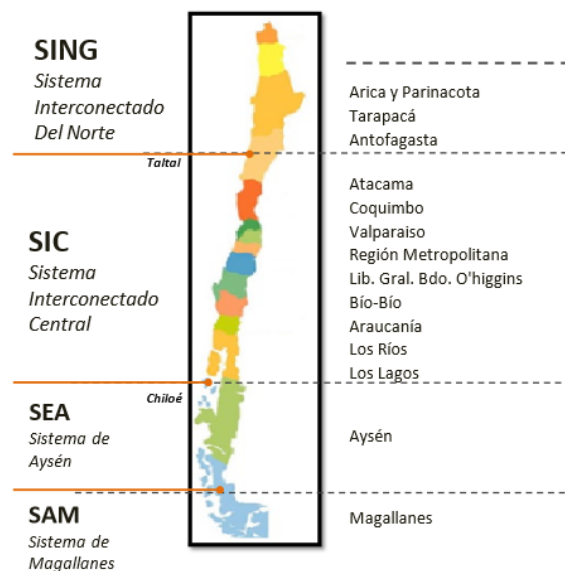 SING
Sistema
Interconectado
Del Norte
Taltal
Arica y Parinacota
Tarapacá
Antofagasta
SIC
Sistema
Interconectado
Central
Chiloé
Atacama
Coquimbo
Valparaiso
Región Metropolitana
Lib. Gral. Bdo. O'higgins
Bío-Bío
Araucanía
Los Ríos
Los Lagos
SEA
Sistema de
Aysén
Aysén
SAM
Sistema de
Magallanes
Magallanes